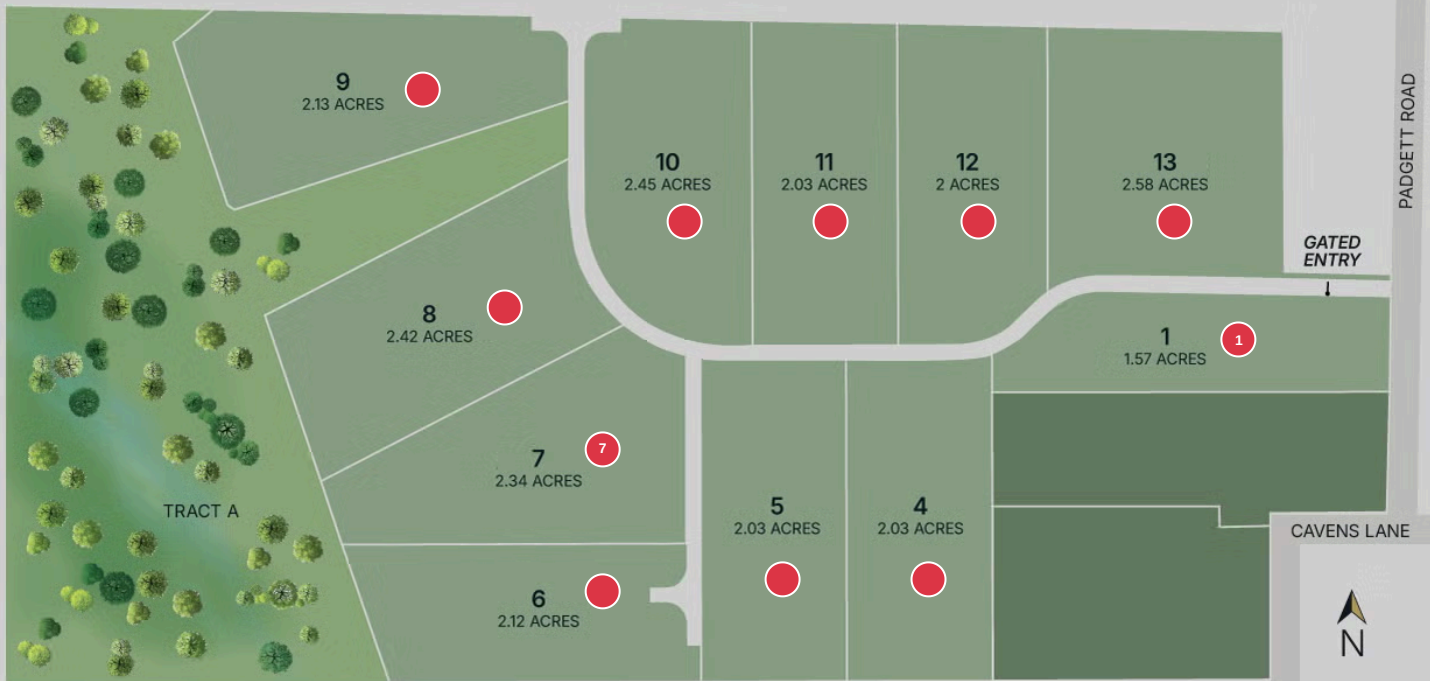 9
2.13 ACRES
10
2.45 ACRES
11
2.03 ACRES
12
2 ACRES
13
2.58 ACRES
PADGETT ROAD
GATED
ENTRY
8
2.42 ACRES
1
1.57 ACRES
1
7
2.34 ACRES
7
TRACT A
5
2.03 ACRES
4
2.03 ACRES
CAVENS LANE
6
2.12 ACRES
N